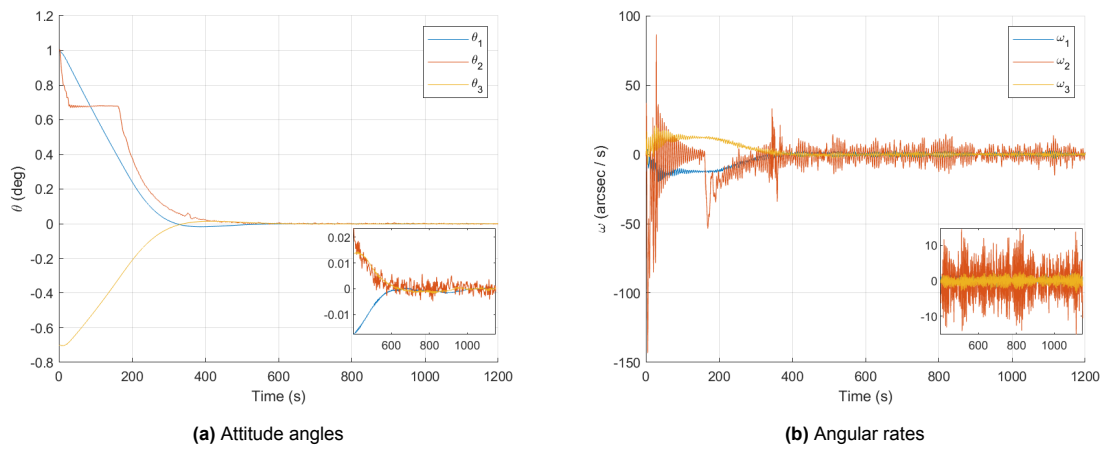 1.2
1
0.8
0.6
0.4
0.2
0
-0.2
-0.4
-0.6
-0.8
θ (deg)
θ1
θ2
θ3
0.02
0.01
0
-0.01
600 800 1000
0 200 400 600 800 1000 1200
Time (s)
(a) Attitude angles
100
50
0
-50
-100
-150
ω (arcsec / s)
ω1
ω2
ω3
10
0
-10
600 800 1000
0 200 400 600 800 1000 1200
Time (s)
(b) Angular rates